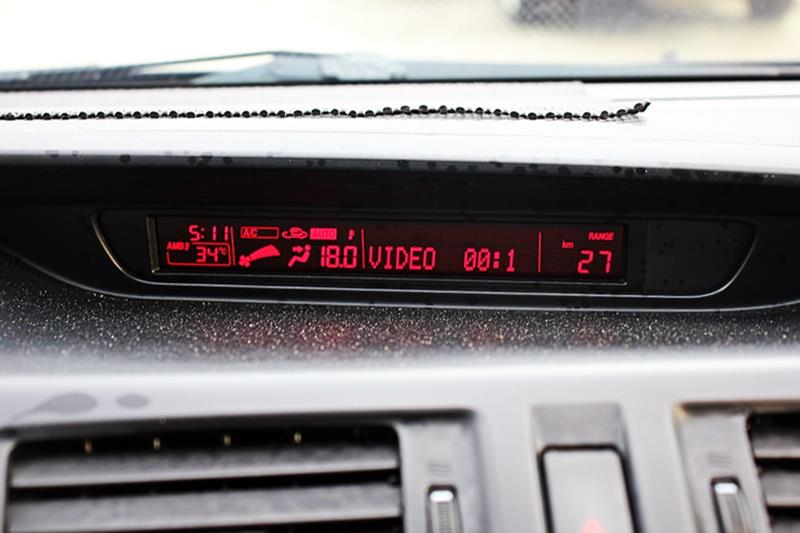 5:11 A/C AUTO RANGE
AMB 34°C 18.0 VIDEO 00:1 km 27